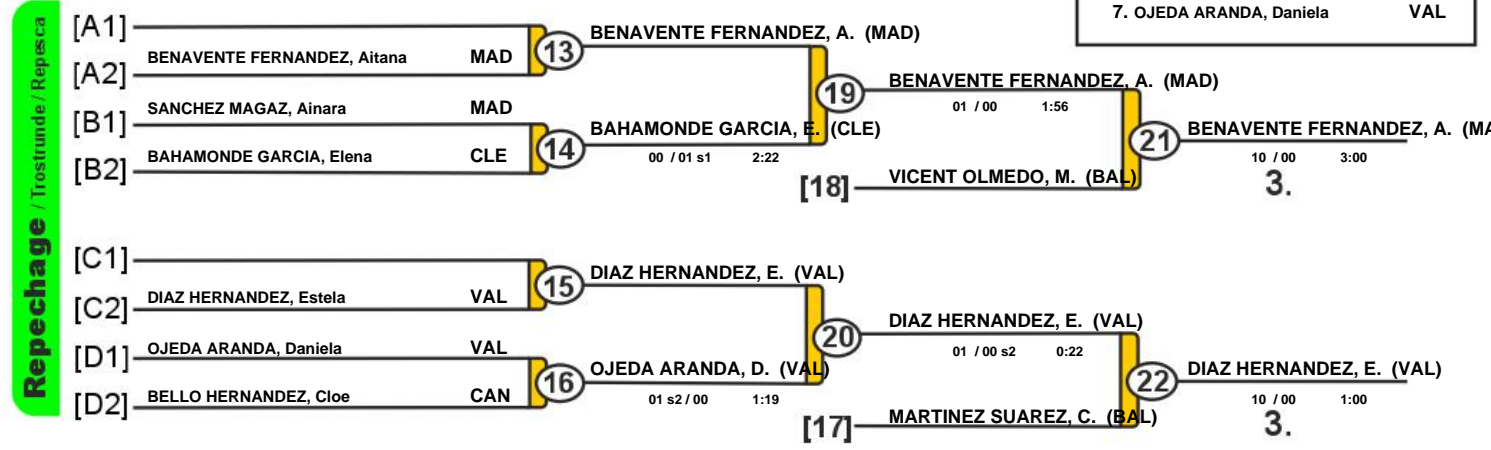 7. OJEDA ARANDA, Daniela VAL
Repechage / Trostrunde / Repesca
[A1]
BENAVENTE FERNANDEZ, A. (MAD)
BENAVENTE FERNANDEZ, Aitana MAD
13
[A2]
BENAVENTE FERNANDEZ, A. (MAD)
19
01 / 00 1:56
SANCHEZ MAGAZ, Ainara MAD
[B1]
BAHAMONDE GARCIA, E. (CLE)
21
BENAVENTE FERNANDEZ, A. (MA
BAHAMONDE GARCIA, Elena CLE
14
00 / 01 s1 2:22
10 / 00 3:00
[B2]
[18]
VICENT OLMEDO, M. (BAL)
3.
[C1]
DIAZ HERNANDEZ, E. (VAL)
DIAZ HERNANDEZ, Estela VAL
15
[C2]
DIAZ HERNANDEZ, E. (VAL)
20
01 / 00 s2 0:22
OJEDA ARANDA, Daniela VAL
[D1]
OJEDA ARANDA, D. (VAL)
22
DIAZ HERNANDEZ, E. (VAL)
16
01 s2 / 00 1:19
10 / 00 1:00
BELLO HERNANDEZ, Cloe CAN
[D2]
[17]
MARTINEZ SUAREZ, C. (BAL)
3.